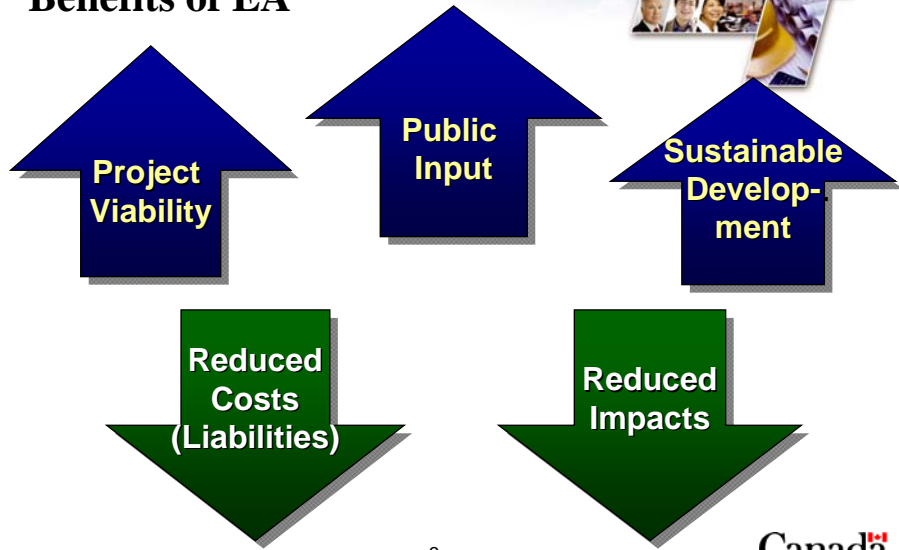 Benefits of EA
Public
Input
Project
Viability
Sustainable
Develop-.
ment
Reduced
Costs
(Liabilities)
Reduced
Impacts
Canada